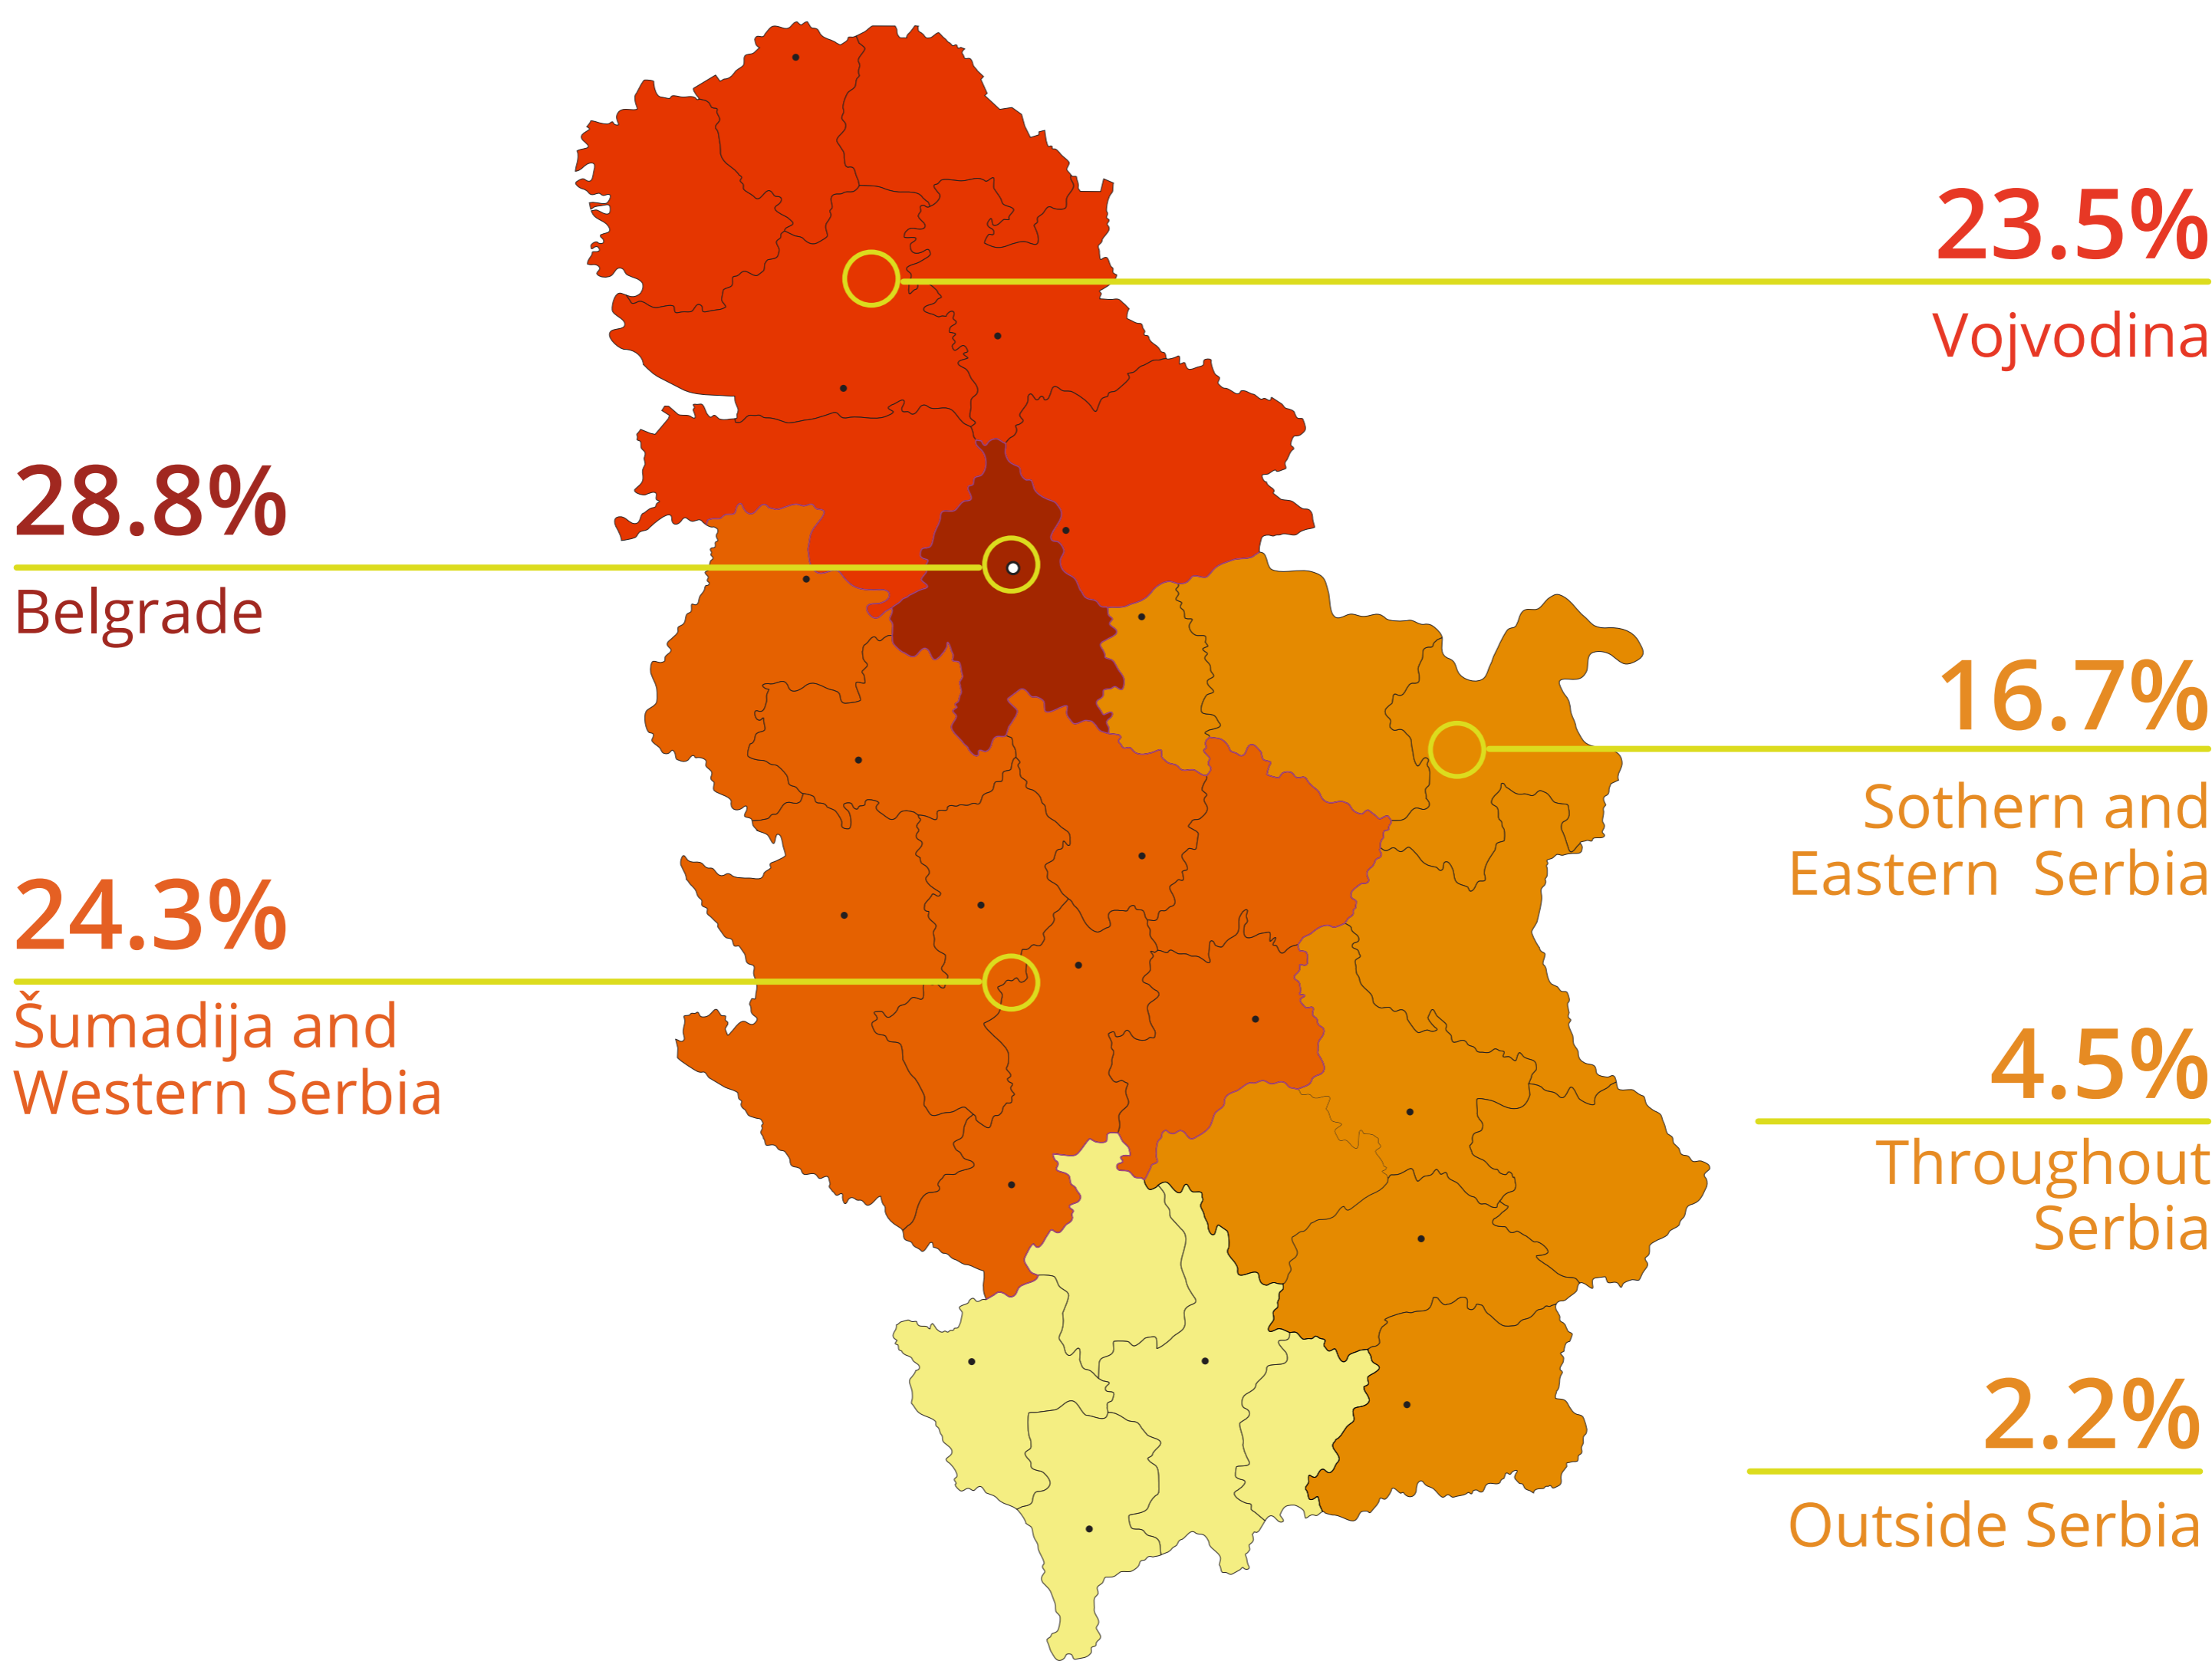 28.8%
Belgrade
24.3%
Šumadija and
Western Serbia
23.5%
Vojvodina
16.7%
Sothern and
Eastern Serbia
4.5%
Throughout
Serbia
2.2%
Outside Serbia